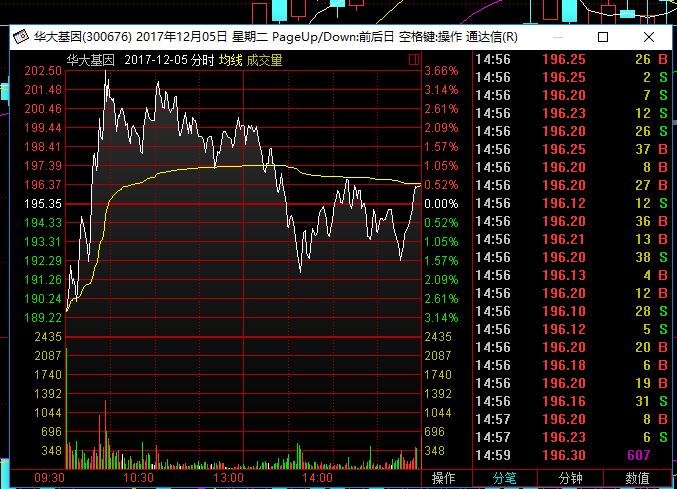 华大基因(300676) 2017年12月05日 星期二 PageUp/Down:前后日 空格键:操作 通达信(R)
华大基因 2017-12-05 分时 均线 成交量
202.50 3.66%
201.48 3.14%
200.46 2.61%
199.44 2.09%
198.41 1.57%
197.39 1.05%
196.37 0.52%
195.35 0.00%
194.33 0.52%
193.31 1.05%
192.29 1.57%
191.26 2.09%
190.24 2.61%
189.22 3.14%
2435 2435
2087 2087
1740 1740
1392 1392
1044 1044
696 696
348 348
09:30 10:30 13:00 14:00 操作
14:56 196.25 26 B
14:56 196.25 2 S
14:56 196.20 7 S
14:56 196.23 12 S
14:56 196.20 26 S
14:56 196.25 37 B
14:56 196.20 8 B
14:56 196.20 27 B
14:56 196.12 12 S
14:56 196.20 36 B
14:56 196.21 13 B
14:56 196.20 38 S
14:56 196.13 4 B
14:56 196.20 12 B
14:56 196.10 28 S
14:56 196.12 5 S
14:56 196.20 20 B
14:56 196.18 6 B
14:56 196.20 19 B
14:56 196.16 31 S
14:57 196.20 8 B
14:57 196.23 6 S
14:59 196.30 607
分笔 分钟 数值